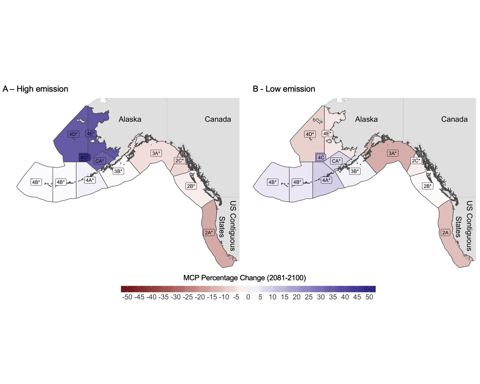 A – High emission
B - Low emission
Alaska
Canada
4D*
4E
CA*
4A*
4B*
4B*
3B*
3A*
2C*
2B*
2A*
US Contiguous
States
Alaska
Canada
4D*
4E
4C
CA*
4A*
4B*
4B*
3B*
3A*
2C*
2B*
2A
US Contiguous
States
MCP Percentage Change (2081-2100)
-50 -45 -40 -35 -30 -25 -20 -15 -10 -5 0 5 10 15 20 25 30 35 40 45 50